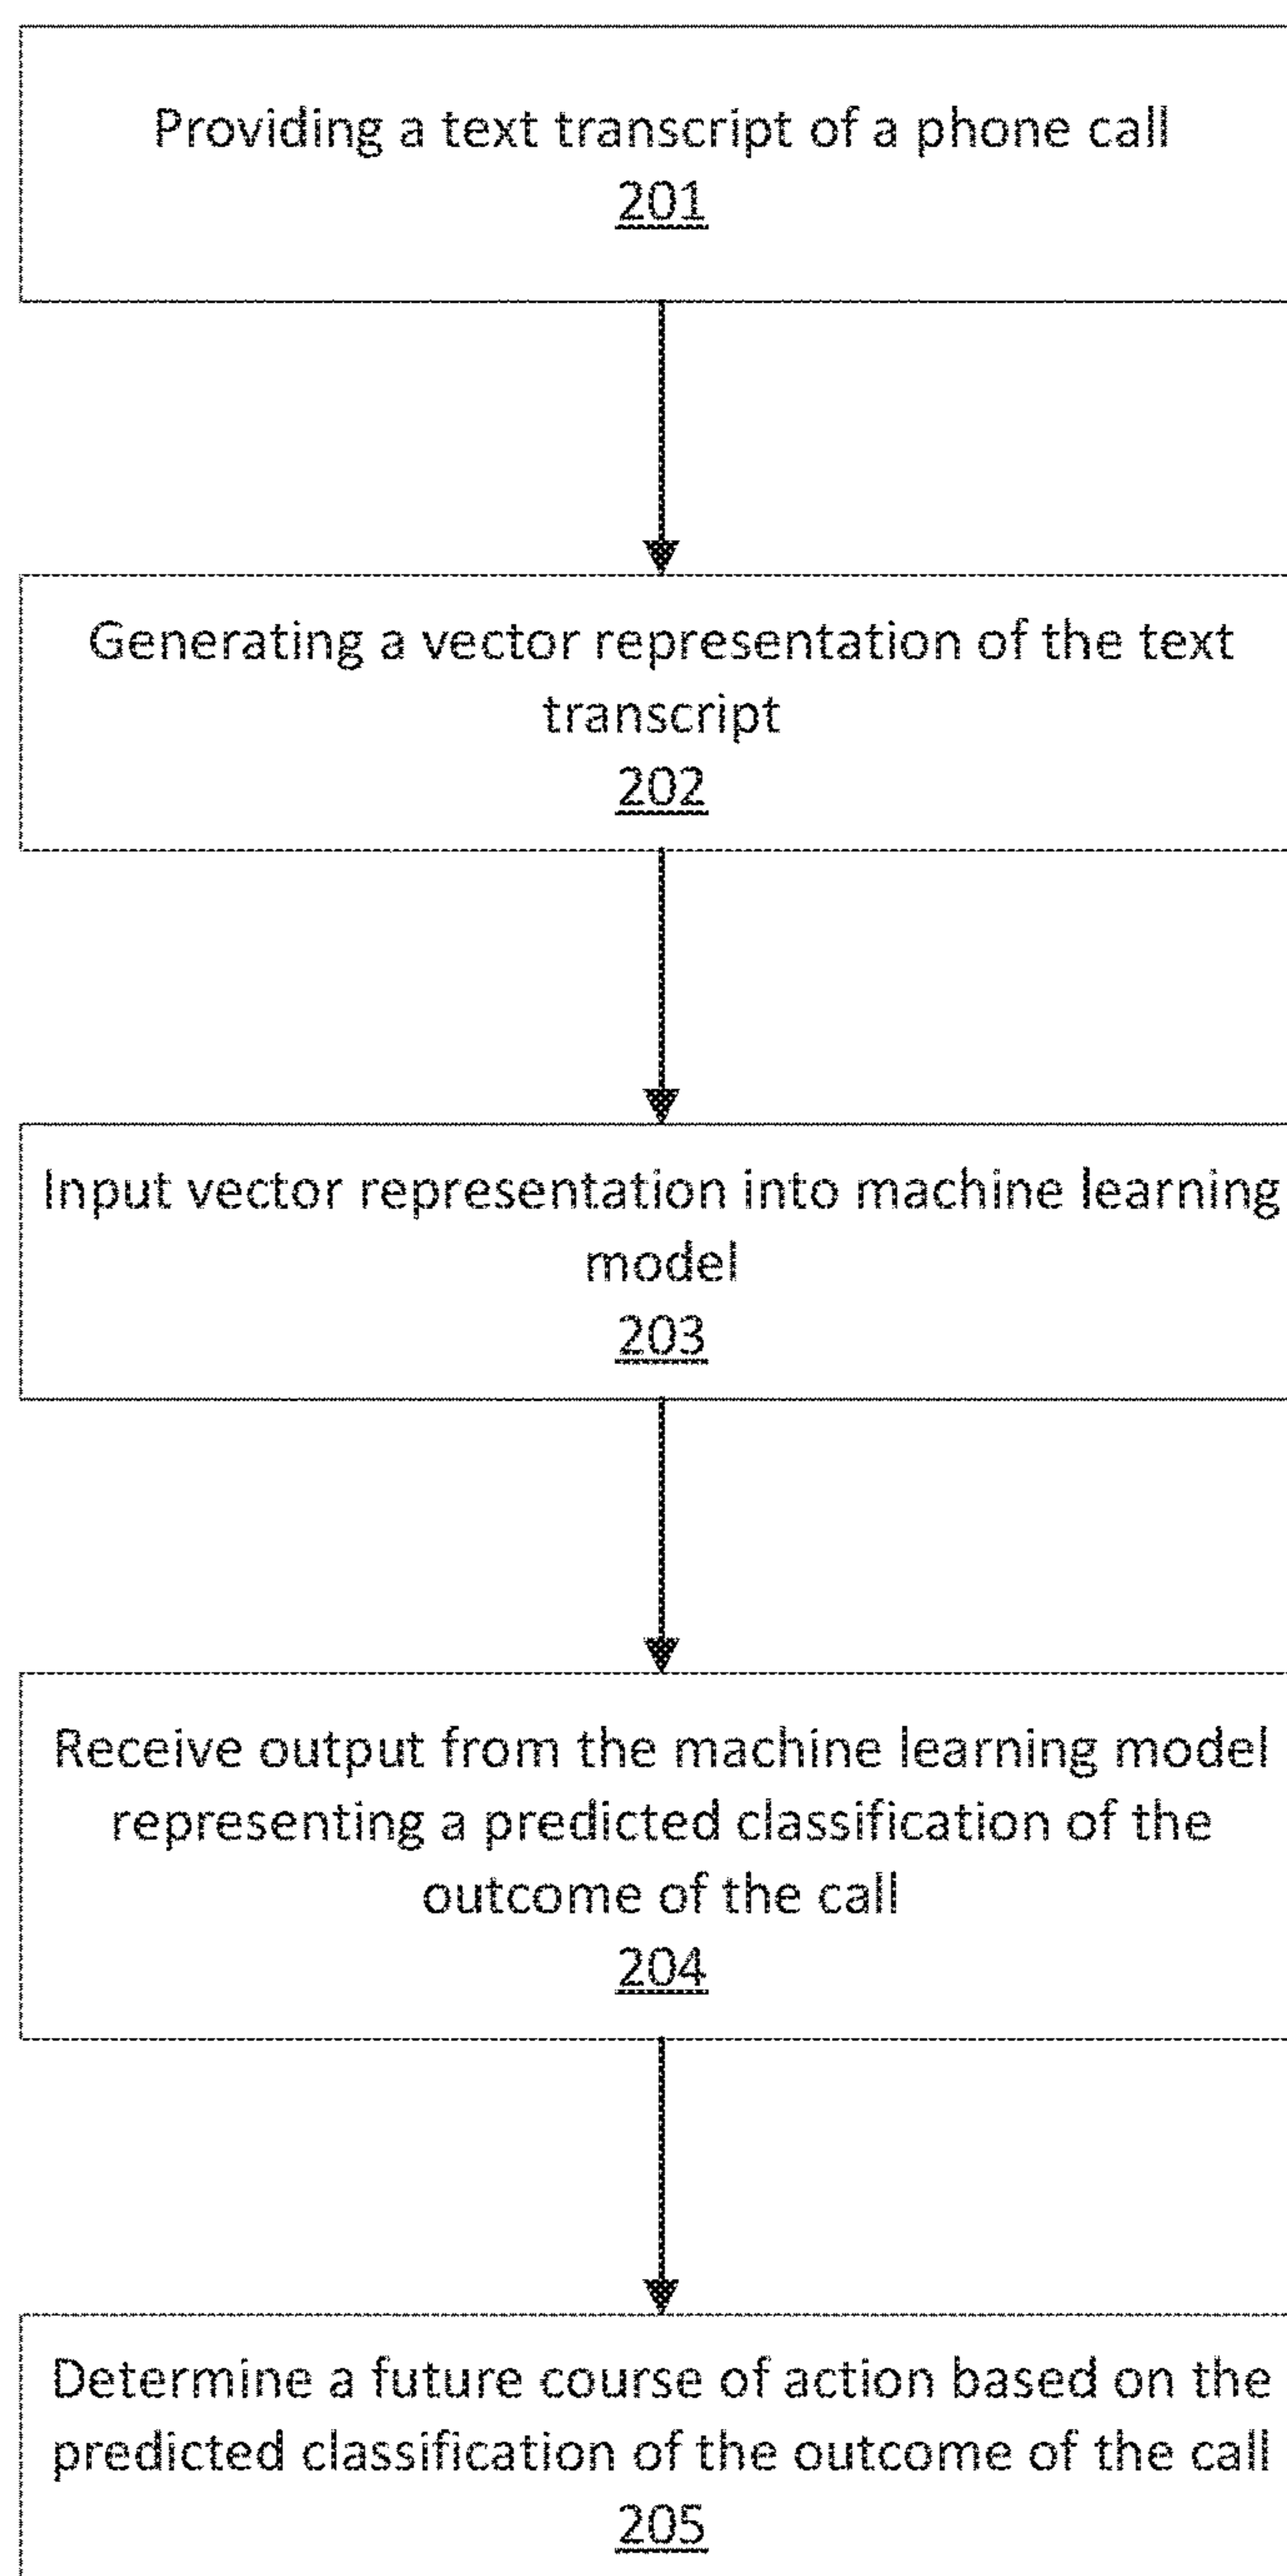 Providing a text transcript of a phone call
201
Generating a vector representation of the text
transcript
202
Input vector representation into machine learning
model
203
Receive output from the machine learning model
representing a predicted classification of the
outcome of the call
204
Determine a future course of action based on the
predicted classification of the outcome of the call
205